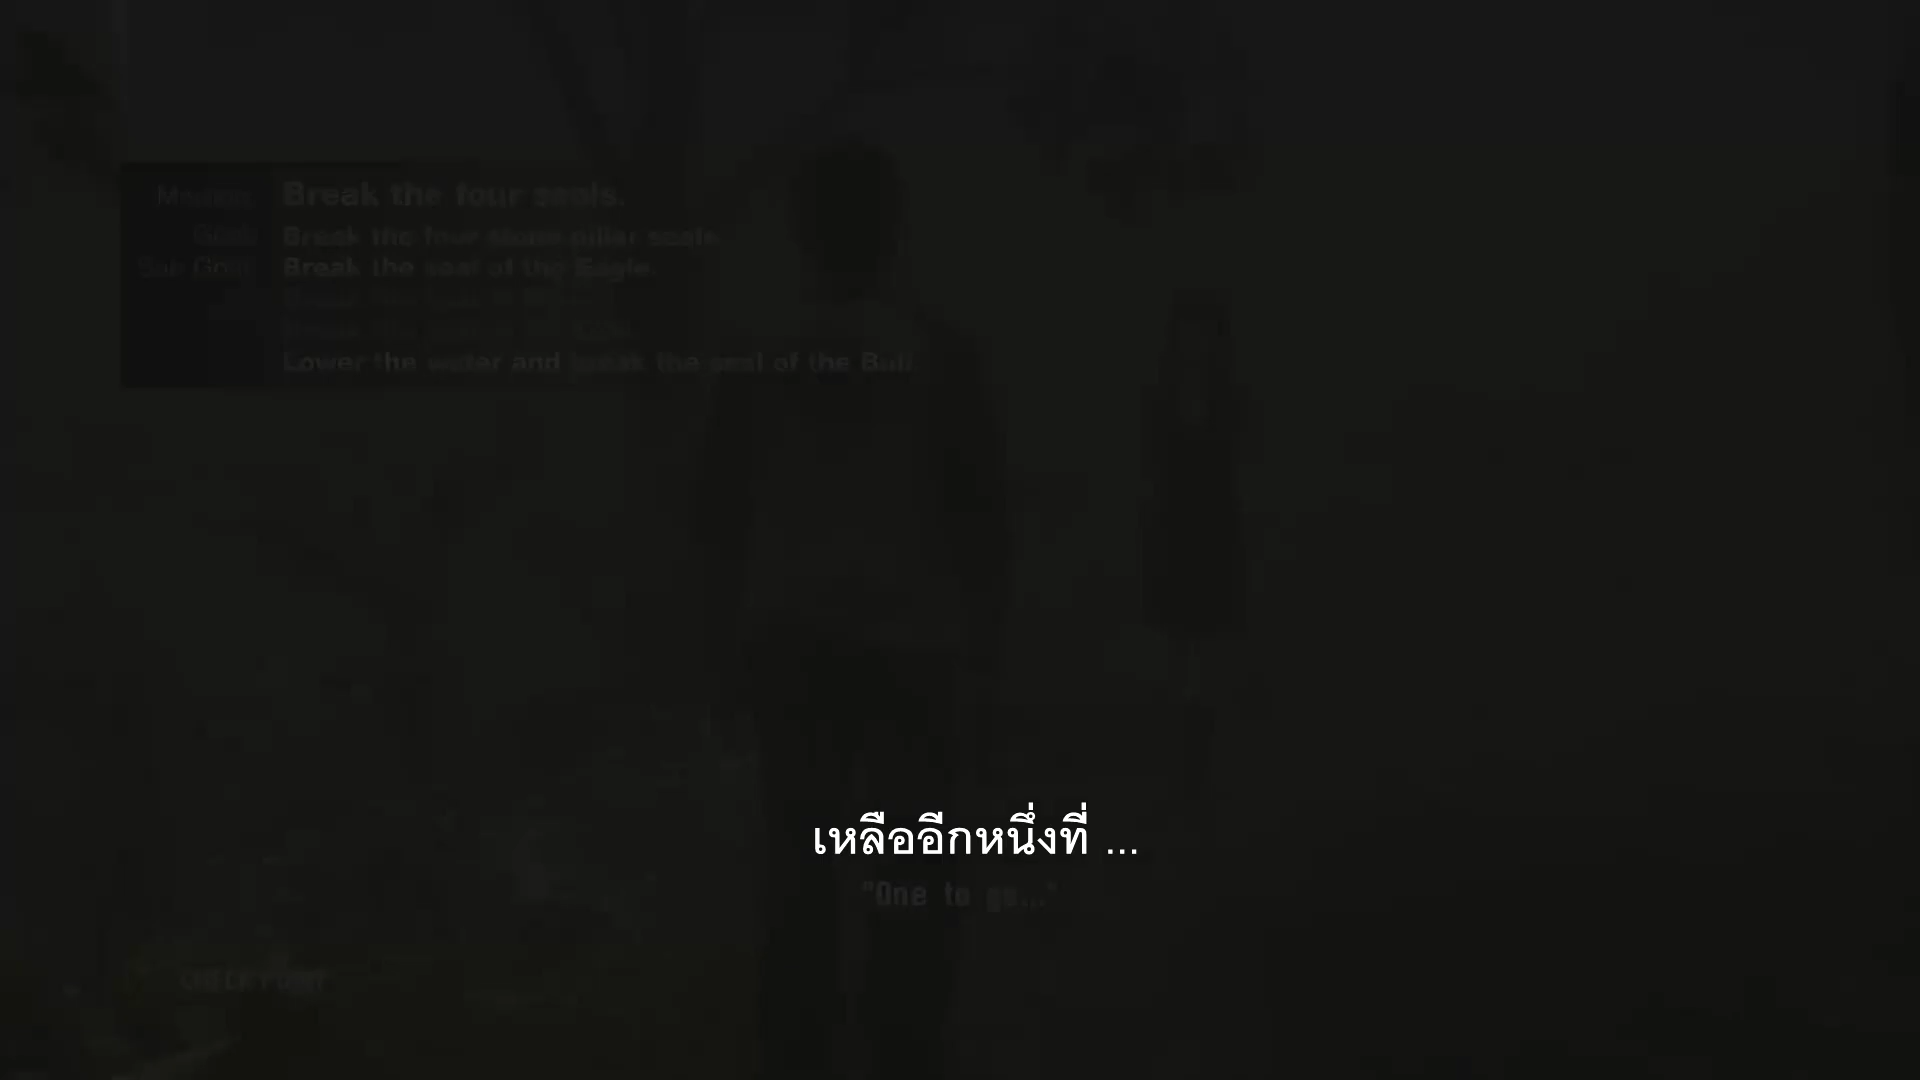 Mission
Break the four seals.
Goal
Break the four stone pillar seals.
Sub Goal
Break the seal of the Eagle.
Lower the water and break the seal of the Bull.
เหลืออีกหนึ่งที่ ...
"One to go..."
CHECK POINT